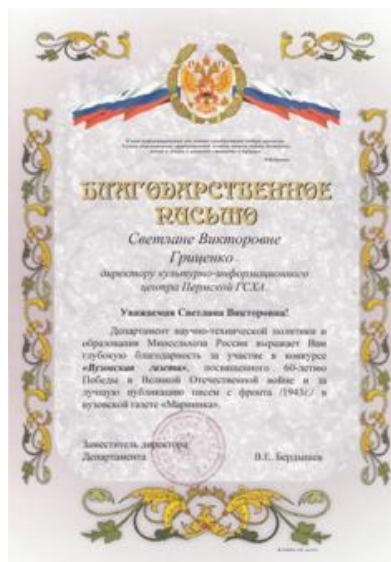 БЛАГОДАРСТВЕННОЕ
ПИСЬМО
Светлане Викторовне
Гриценко
директору культурно-информационного
центра Пермской ГСХА
Уважаемая Светлана Викторовна!
Департамент научно-технической политики и
образования Минсельхоза России выражает Вам
глубокую благодарность за участие в конкурсе
«Вузовская газета», посвященного 60-летию
Победы в Великой Отечественной войне и за
лучшую публикацию писем с фронта /1943г./ в
вузовской газете
Заместитель директора
Департамента В.Е. Бердышев